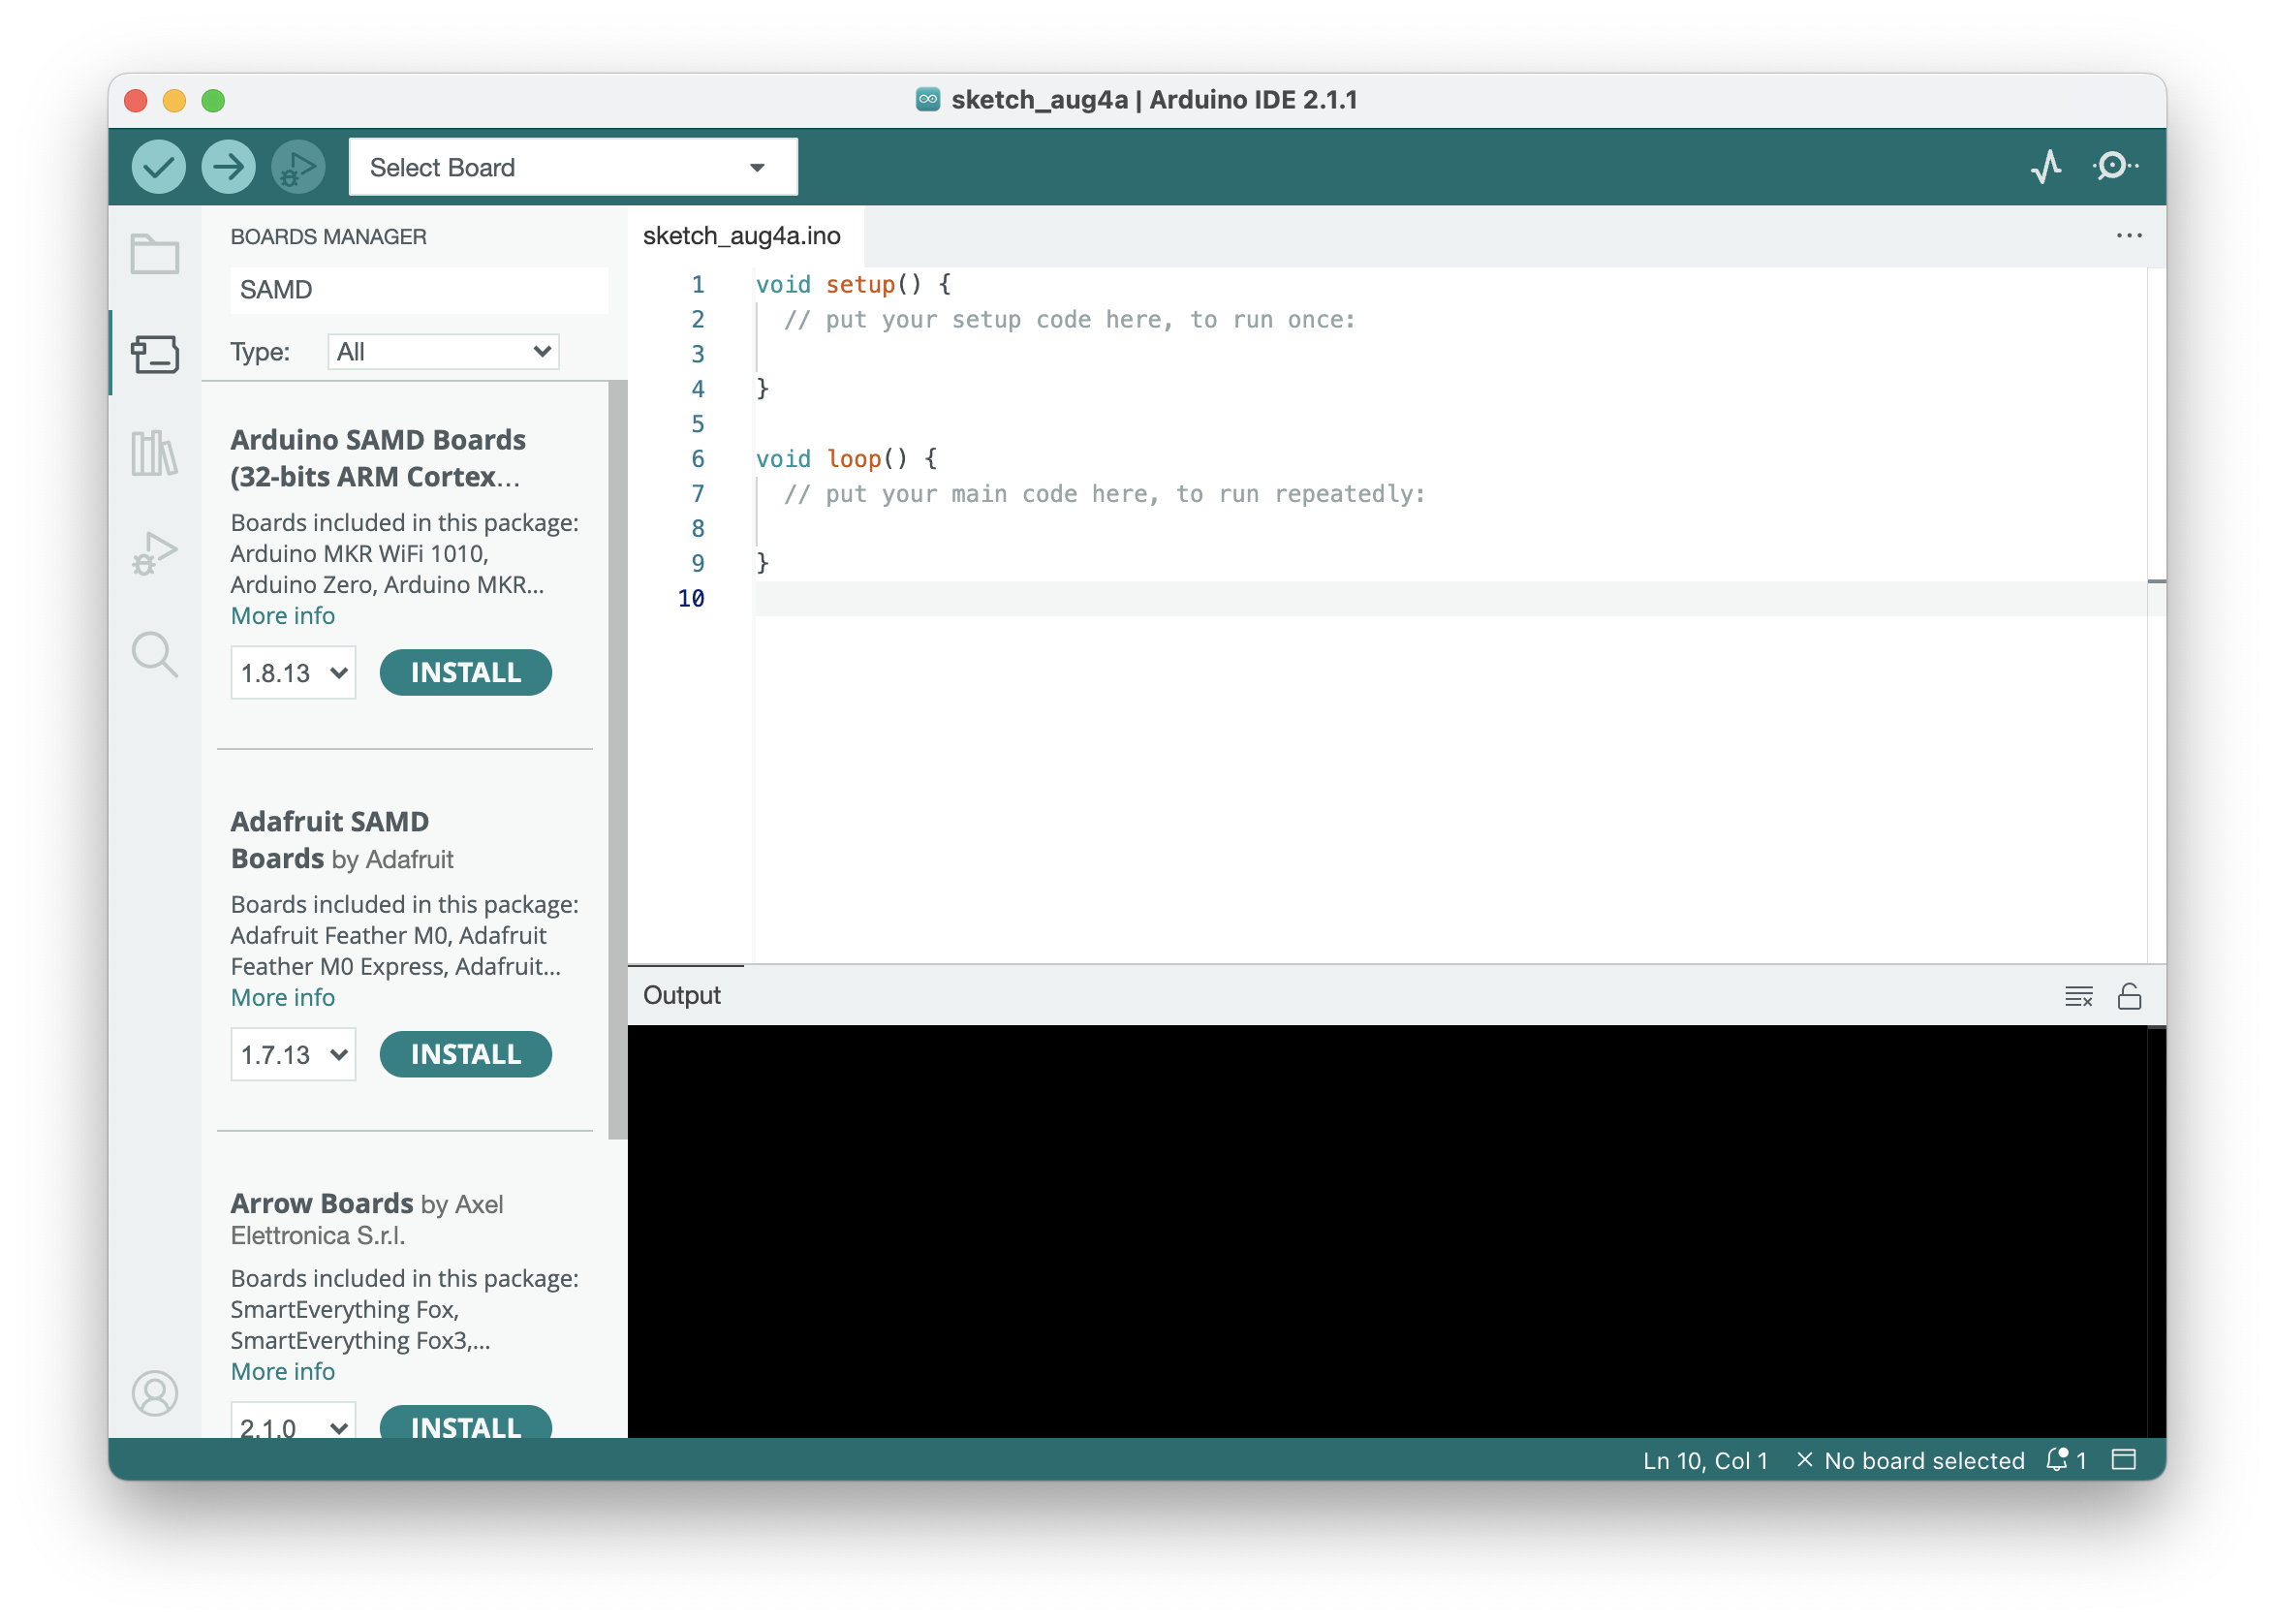 sketch_aug4a | Arduino IDE 2.1.1
Select Board
BOARDS MANAGER
SAMD
Type:
All
Arduino SAMD Boards
(32-bits ARM Cortex...
Boards included in this package:
Arduino MKR WiFi 1010,
Arduino Zero, Arduino MKR...
More info
1.8.13
INSTALL
Adafruit SAMD
Boards by Adafruit
Boards included in this package:
Adafruit Feather M0, Adafruit
Feather M0 Express, Adafruit...
More info
1.7.13
INSTALL
Arrow Boards by Axel
Elettronica S.r.l.
Boards included in this package:
SmartEverything Fox,
SmartEverything Fox3,...
More info
2.1.0
INSTALL
sketch_aug4a.ino
1 void setup() {
2 // put your setup code here, to run once:
3
4 }
5
6 void loop() {
7 // put your main code here, to run repeatedly:
8
9 }
10
Output
Ln 10, Col 1
No board selected
1